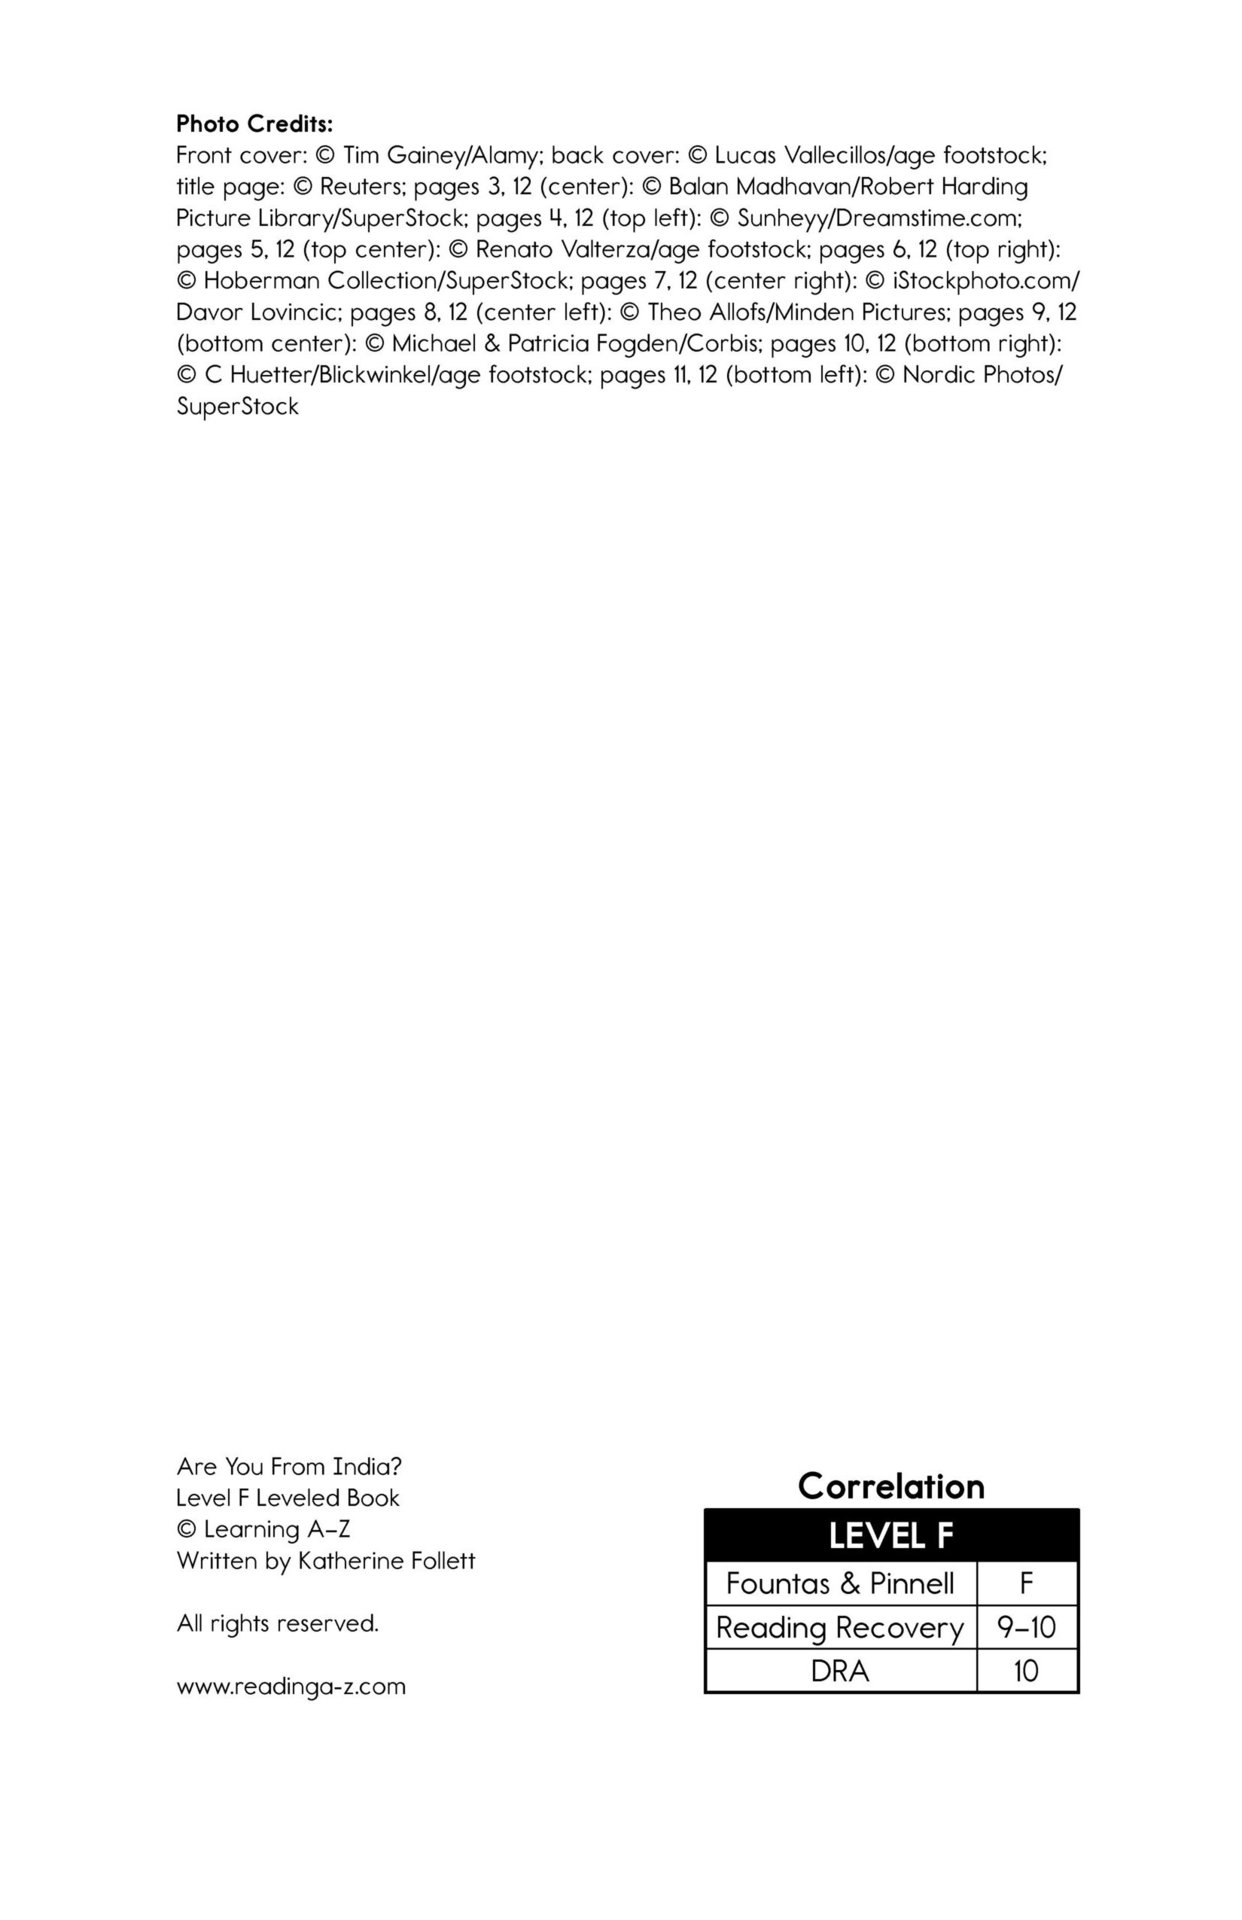 Photo Credits:
Front cover: © Tim Gainey/Alamy; back cover: © Lucas Vallecillos/age footstock;
title page: © Reuters; pages 3, 12 (center): © Balan Madhavan/Robert Harding
Picture Library/SuperStock; pages 4, 12 (top left): © Sunheyy/Dreamstime.com;
pages 5, 12 (top center): © Renato Valterza/age footstock; pages 6, 12 (top right):
© Hoberman Collection/SuperStock; pages 7, 12 (center right): © iStockphoto.com/
Davor Lovincic; pages 8, 12 (center left): © Theo Allofs/Minden Pictures; pages 9, 12
(bottom center): © Michael & Patricia Fogden/Corbis; pages 10, 12 (bottom right):
© C Huetter/Blickwinkel/age footstock; pages 11, 12 (bottom left): © Nordic Photos/
SuperStock
Are You From India?
Level F Leveled Book
© Learning A–Z
Written by Katherine Follett
All rights reserved.
www.readinga-z.com
Correlation
LEVEL F
Fountas & Pinnell F
Reading Recovery 9–10
DRA 10